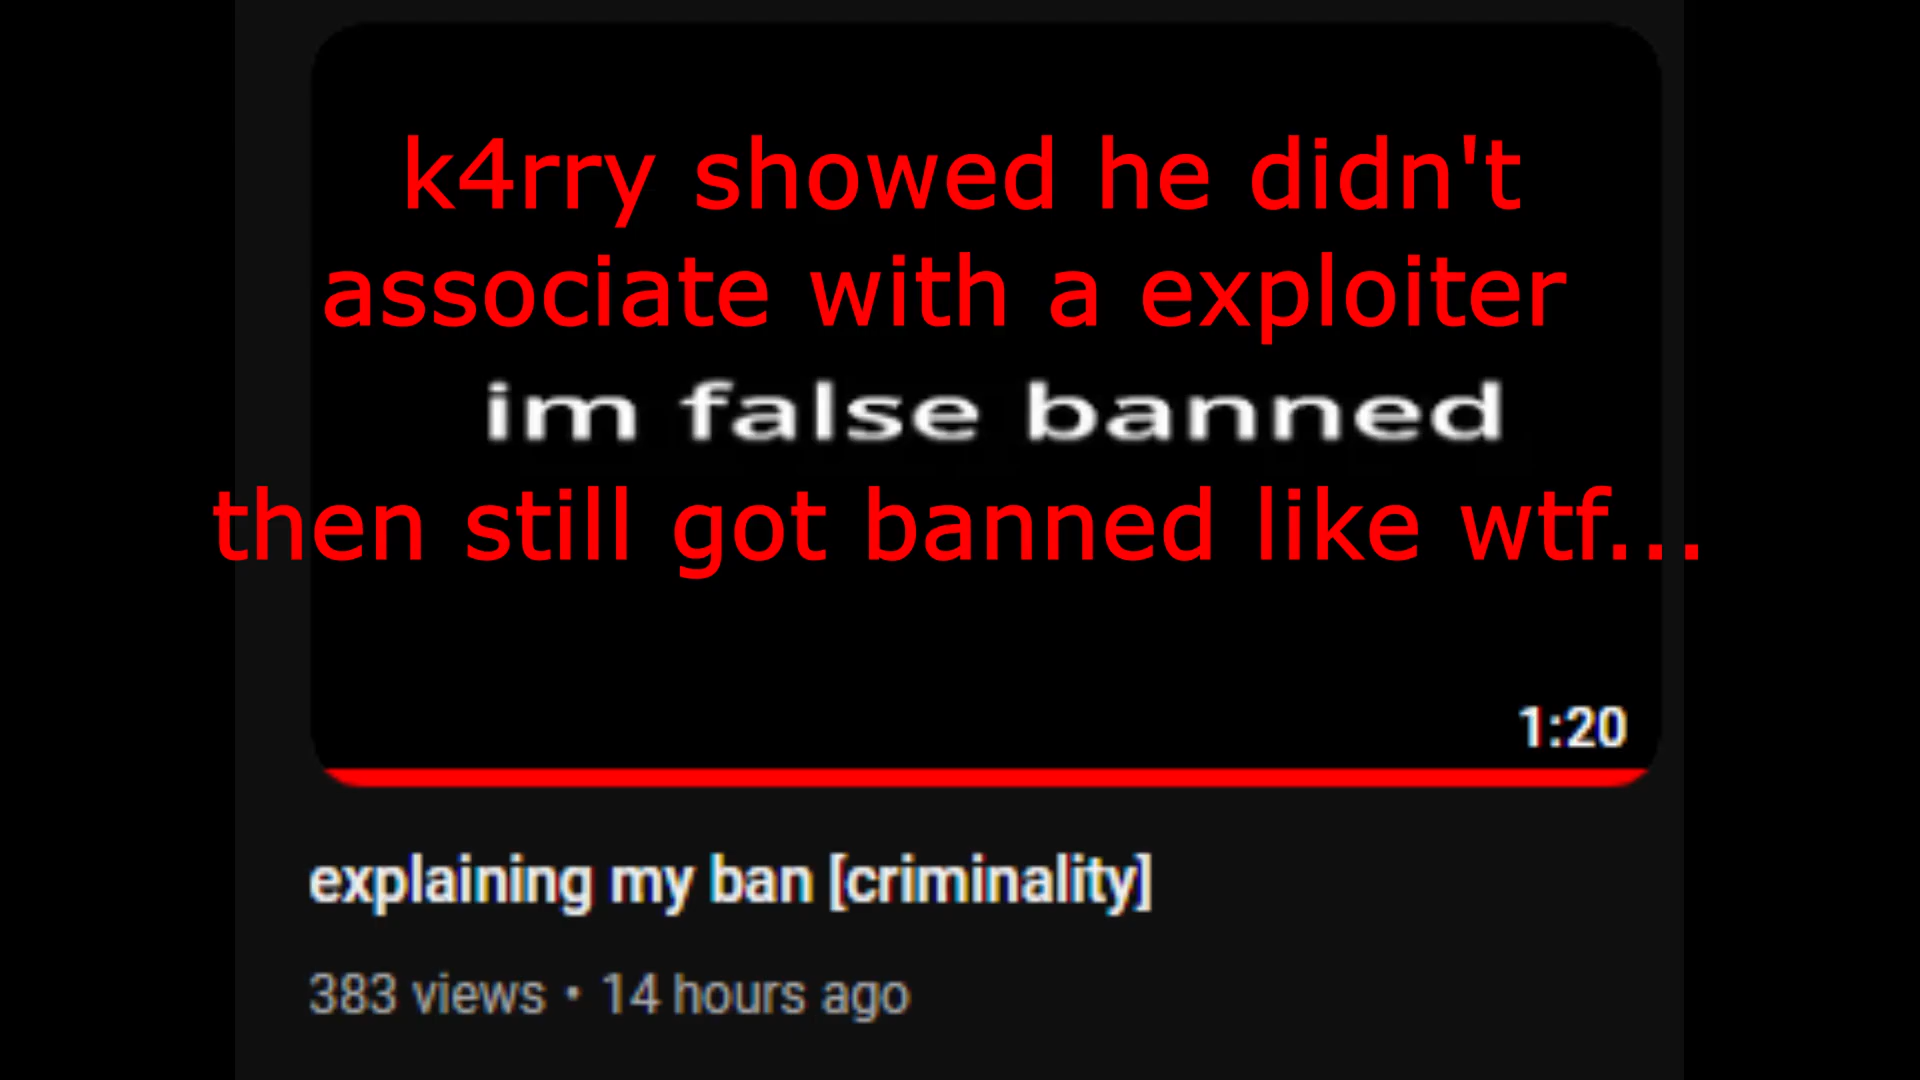 k4rry showed he didn't
associate with a exploiter
im false banned
then still got banned like wtf...
1:20
explaining my ban [criminality]
383 views • 14 hours ago